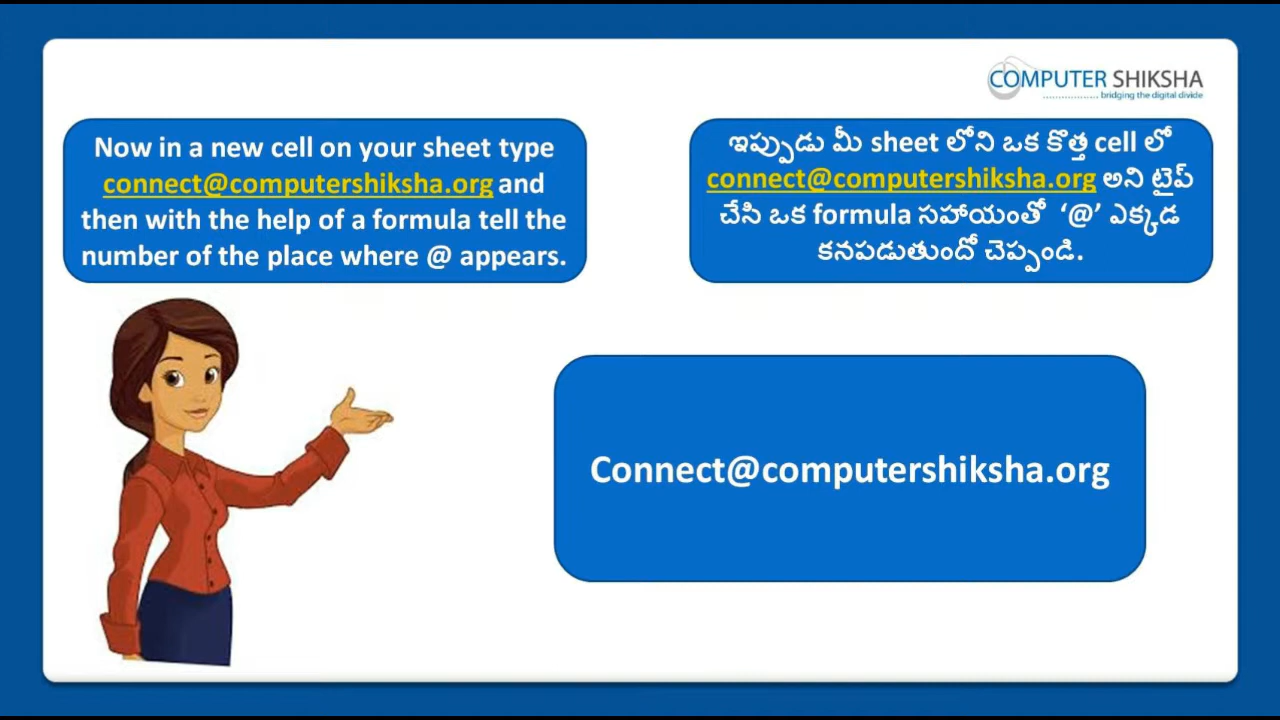 COMPUTER SHIKSHA
bridging the digital divide
Now in a new cell on your sheet type
connect@computershiksha.org and
then with the help of a formula tell the
number of the place where @ appears.
ఇప్పుడు మీ sheet లోని ఒక కొత్త cell లో
connect@computershiksha.org అని టైప్
చేసి ఒక formula సహాయంతో ‘@’ ఎక్కడ
కనపడుతుందో చెప్పండి.
Connect@computershiksha.org